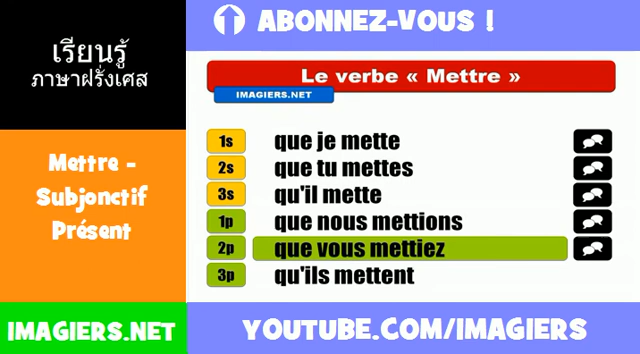 เรียนรู้
ภาษาฝรั่งเศส
Mettre -
Subjonctif
Présent
IMAGIERS.NET
ABONNEZ-VOUS !
Le verbe « Mettre »
IMAGIERS.NET
1s que je mette
2s que tu mettes
3s qu'il mette
1p que nous mettions
2p que vous mettiez
3p qu'ils mettent
YOUTUBE.COM/IMAGIERS